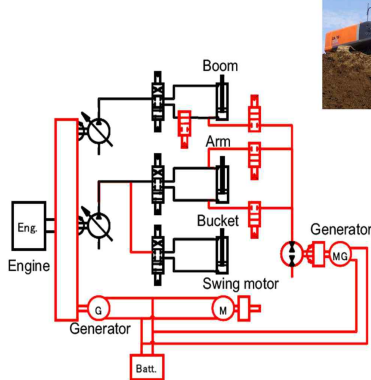 Boom
Arm
Eng.
Engine
Bucket
Generator
MG
Swing motor
G
M
Generator
Batt.